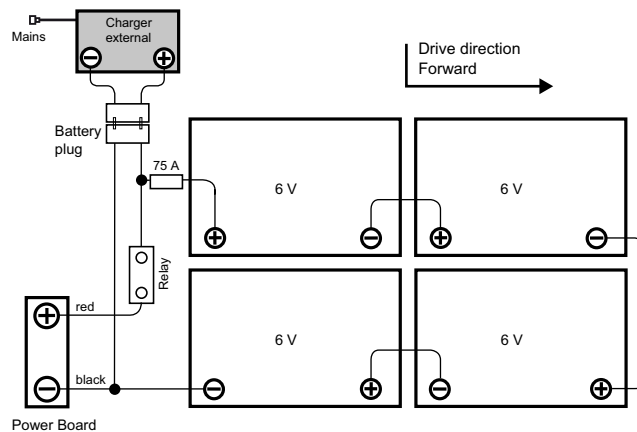 Charger
external
Mains
Drive direction
Forward
Battery
plug
75 A
6 V
6 V
Relay
red
6 V
6 V
black
Power Board